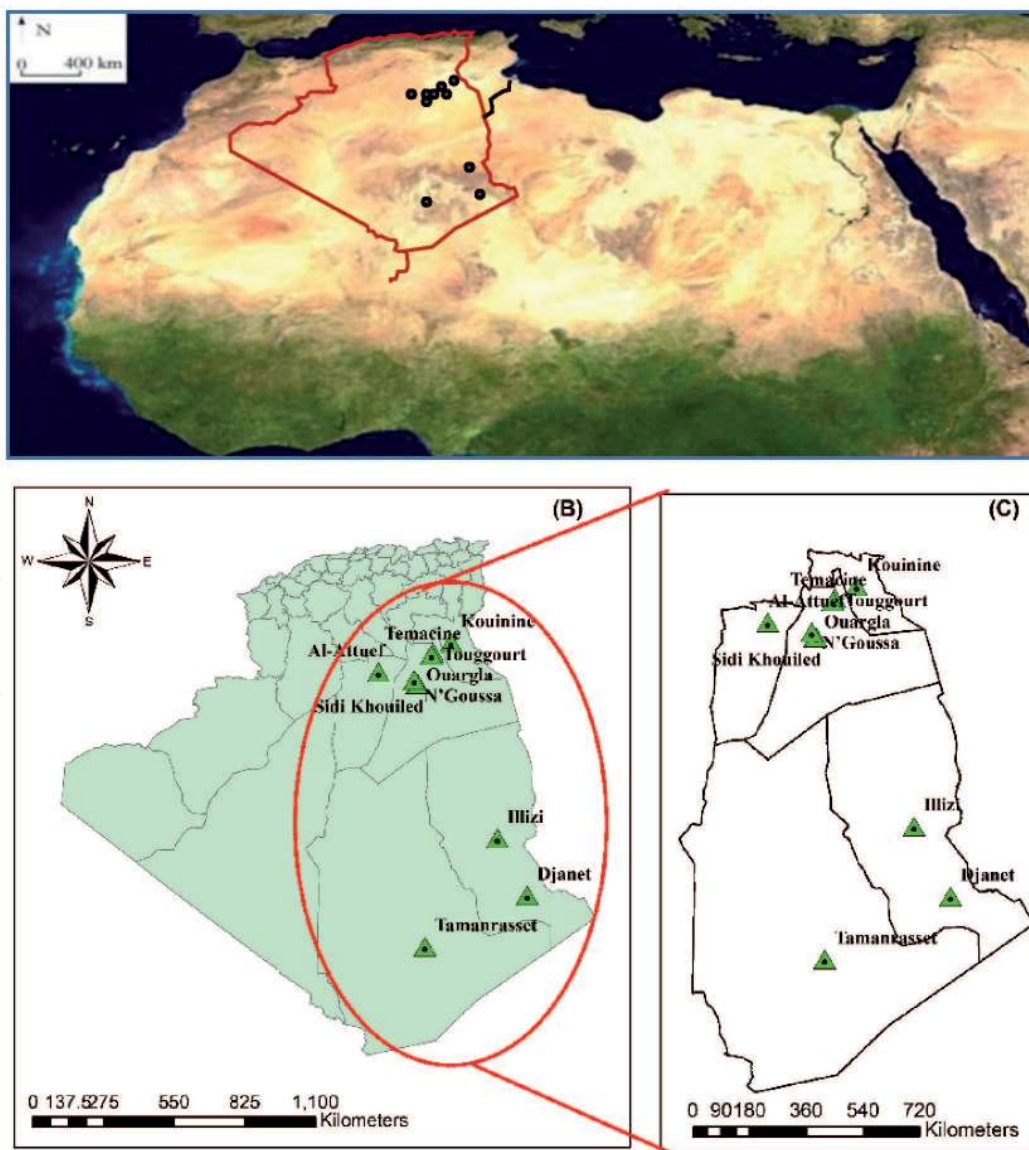 N
0 400 km
(B)
N
W E
S
Kouinine
Temacine
Al-Attuef
Touggourt
Ouargla
N'Goussa
Sidi Khouiled
Illizi
Djanet
Tamanrasset
0 137.5 275 550 825 1,100
Kilometers
(C)
Kouinine
Temacine
Al-Attuef Touggourt
Ouargla
N'Goussa
Sidi Khouiled
Illizi
Djanet
Tamanrasset
0 90 180 360 540 720
Kilometers